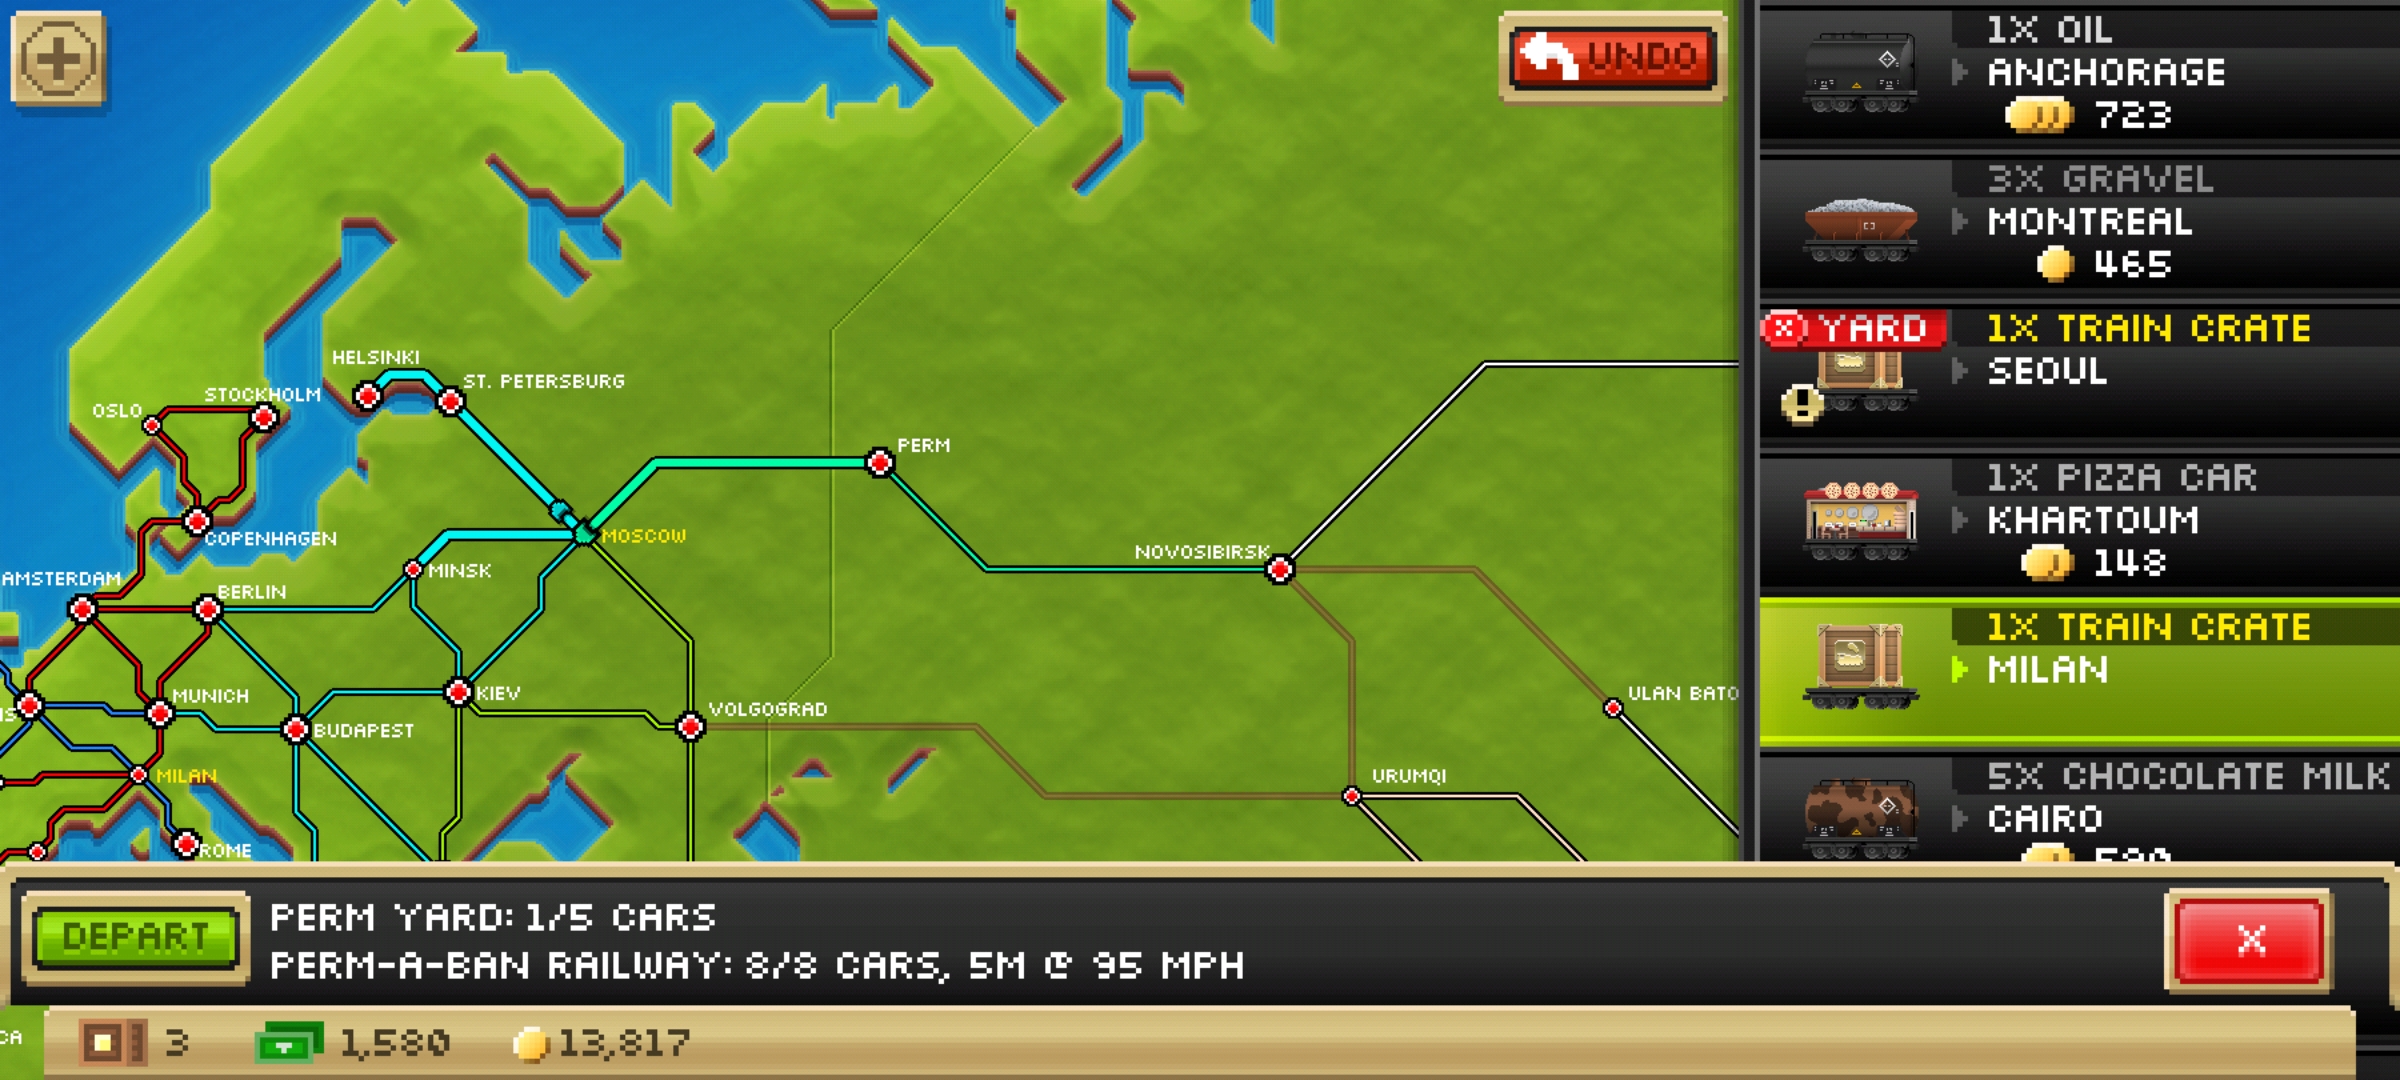 UNDO
HELSINKI
ST. PETERSBURG
STOCKHOLM
OSLO
COPENHAGEN
PERM
MOSCOW
NOVOSIBIRSK
MINSK
AMSTERDAM
BERLIN
MUNICH
KIEV
ULAN BATO
VOLGOGRAD
BUDAPEST
MILAN
URUMQI
ROME
1X OIL
ANCHORAGE
723
3X GRAVEL
MONTREAL
465
YARD
1X TRAIN CRATE
SEOUL
1X PIZZA CAR
KHARTOUM
148
1X TRAIN CRATE
MILAN
5X CHOCOLATE MILK
CAIRO
DEPART
PERM YARD: 1/5 CARS
PERM-A-BAN RAILWAY: 8/8 CARS, 5M @ 95 MPH
X
CA
3
1,580
13,817